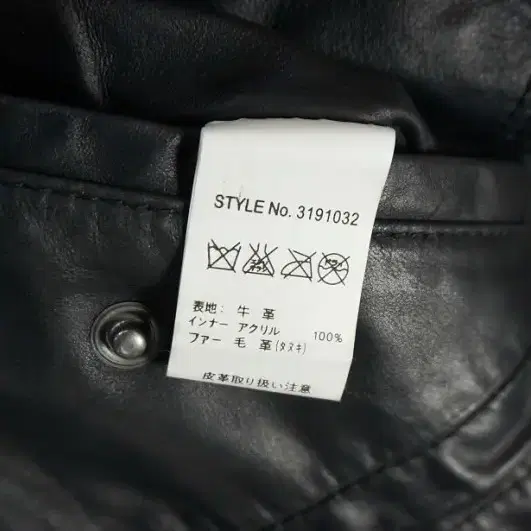 STYLE No. 3191032
表地: 牛 革
インナー アクリル 100%
ファー 毛 革(タヌキ)
皮革取り扱い注意